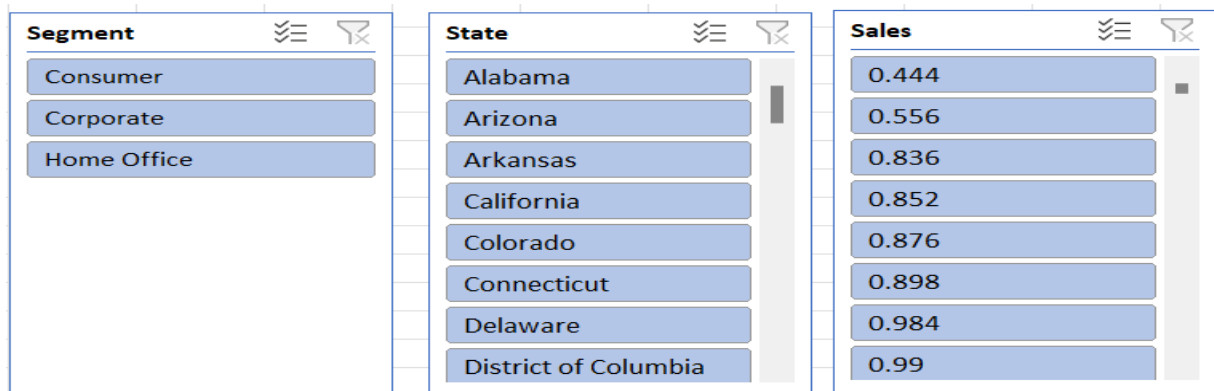 Segment
Consumer
Corporate
Home Office
State
Alabama
Arizona
Arkansas
California
Colorado
Connecticut
Delaware
District of Columbia
Sales
0.444
0.556
0.836
0.852
0.876
0.898
0.984
0.99